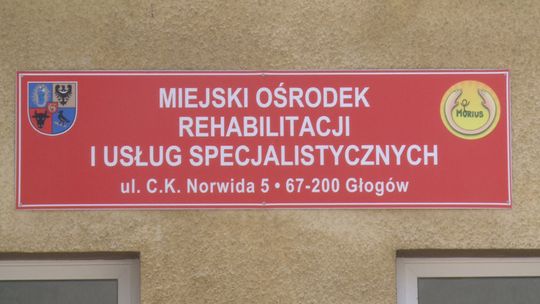 MIEJSKI OŚRODEK
REHABILITACJI
I USŁUG SPECJALISTYCZNYCH
ul. C.K. Norwida 5 • 67-200 Głogów
MORIUS